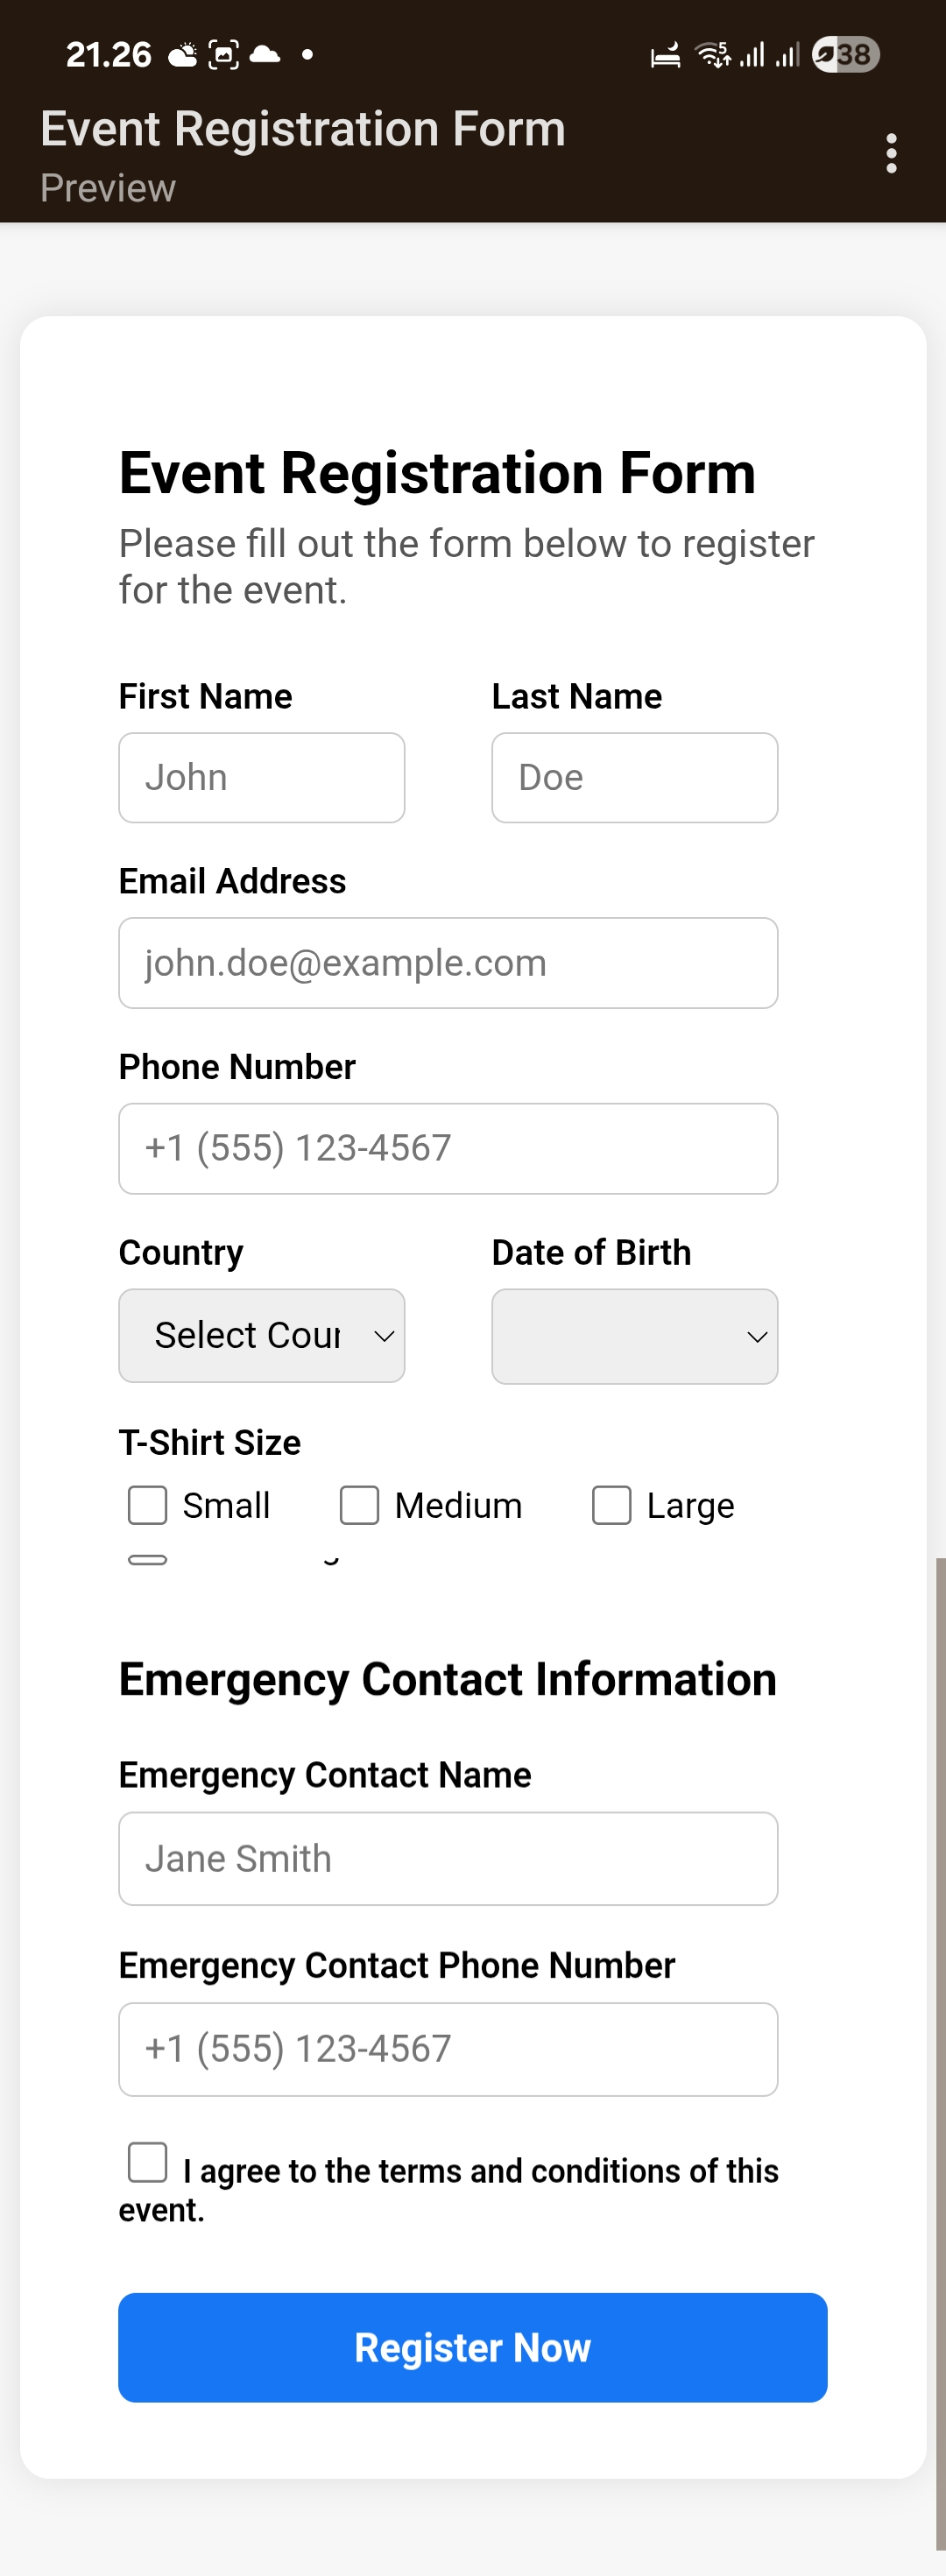 21.26
5
38
Event Registration Form
Preview
Event Registration Form
Please fill out the form below to register
for the event.
First Name
Last Name
John
Doe
Email Address
john.doe@example.com
Phone Number
+1 (555) 123-4567
Country
Date of Birth
Select Cour
T-Shirt Size
Small
Medium
Large
Emergency Contact Information
Emergency Contact Name
Jane Smith
Emergency Contact Phone Number
+1 (555) 123-4567
I agree to the terms and conditions of this
event.
Register Now